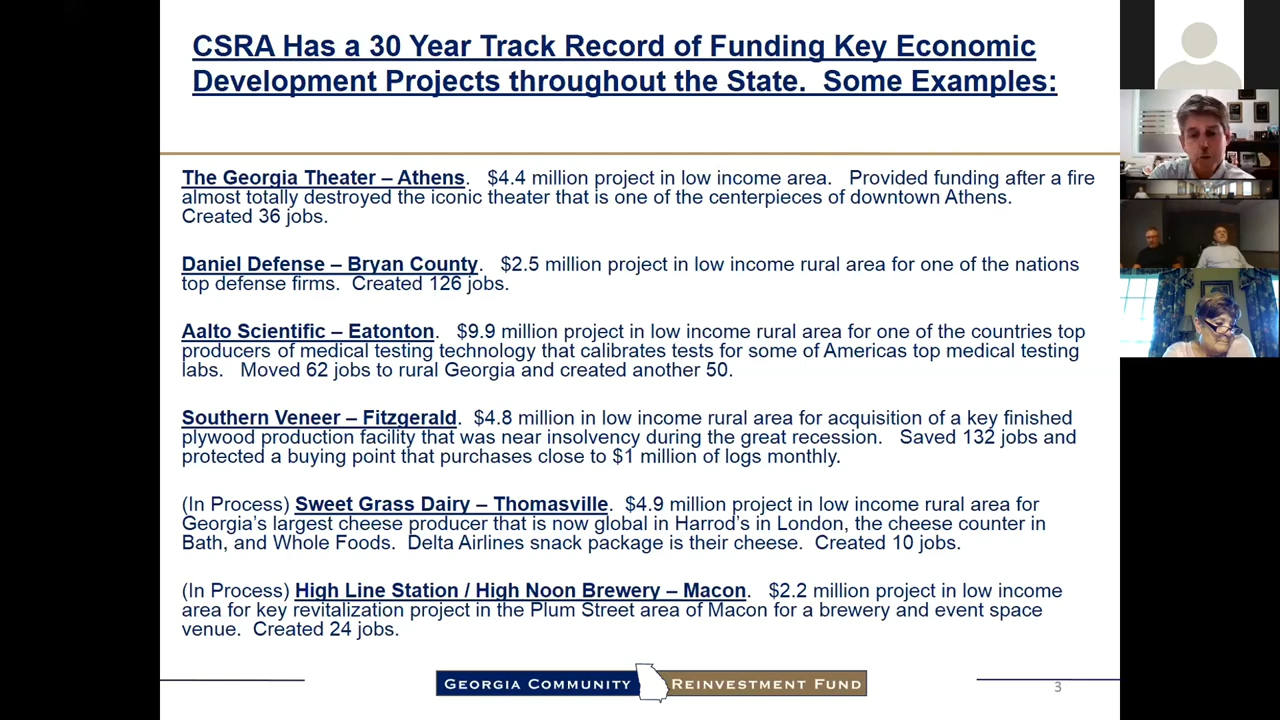 CSRA Has a 30 Year Track Record of Funding Key Economic
Development Projects throughout the State.  Some Examples:
The Georgia Theater – Athens.   $4.4 million project in low income area.   Provided funding after a fire
almost totally destroyed the iconic theater that is one of the centerpieces of downtown Athens.
Created 36 jobs.
Daniel Defense – Bryan County.   $2.5 million project in low income rural area for one of the nations
top defense firms.  Created 126 jobs.
Aalto Scientific – Eatonton.   $9.9 million project in low income rural area for one of the countries top
producers of medical testing technology that calibrates tests for some of Americas top medical testing
labs.   Moved 62 jobs to rural Georgia and created another 50.
Southern Veneer – Fitzgerald.  $4.8 million in low income rural area for acquisition of a key finished
plywood production facility that was near insolvency during the great recession.   Saved 132 jobs and
protected a buying point that purchases close to $1 million of logs monthly.
(In Process) Sweet Grass Dairy – Thomasville.  $4.9 million project in low income rural area for
Georgia's largest cheese producer that is now global in Harrod's in London, the cheese counter in
Bath, and Whole Foods.  Delta Airlines snack package is their cheese.  Created 10 jobs.
(In Process) High Line Station / High Noon Brewery – Macon.   $2.2 million project in low income
area for key revitalization project in the Plum Street area of Macon for a brewery and event space
venue.  Created 24 jobs.
GEORGIA COMMUNITY REINVESTMENT FUND
3